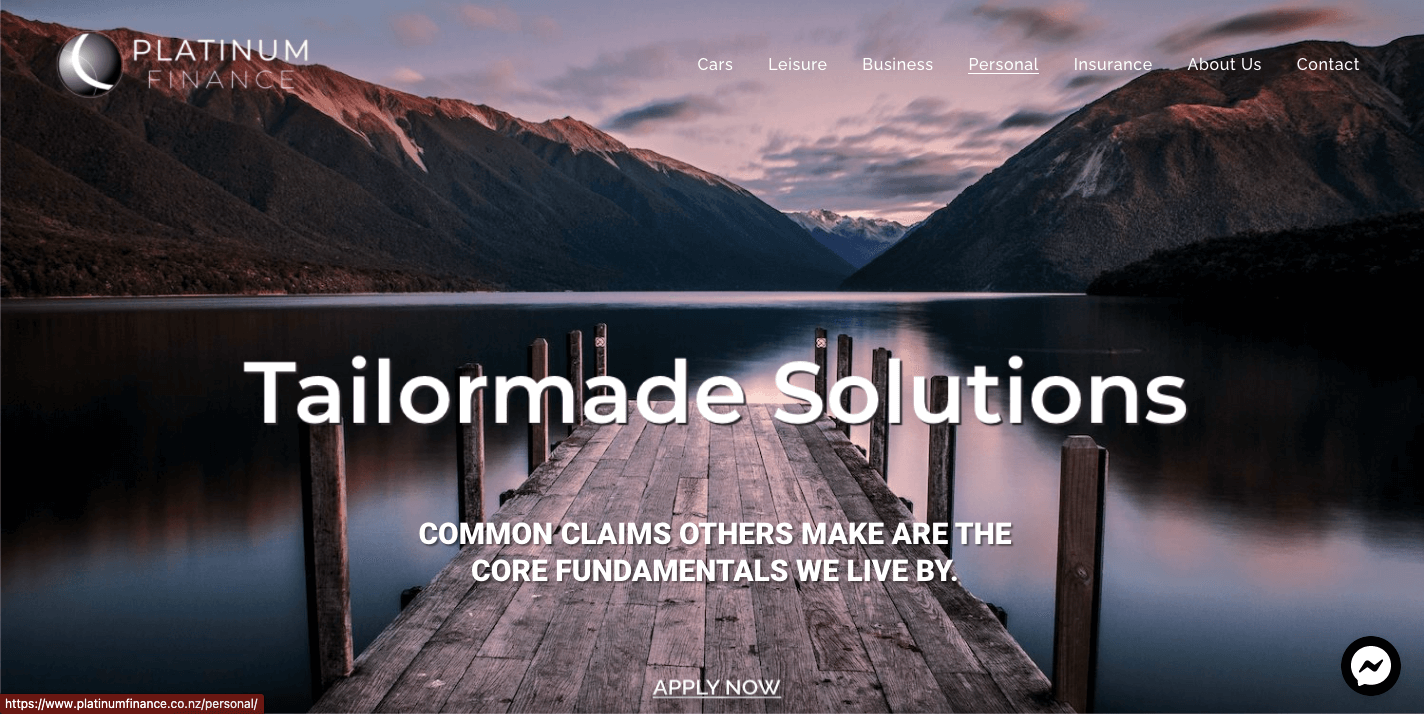 PLATINUM
FINANCE
Cars Leisure Business Personal Insurance About Us Contact
Tailormade Solutions
COMMON CLAIMS OTHERS MAKE ARE THE
CORE FUNDAMENTALS WE LIVE BY.
APPLY NOW
https://www.platinumfinance.co.nz/personal/